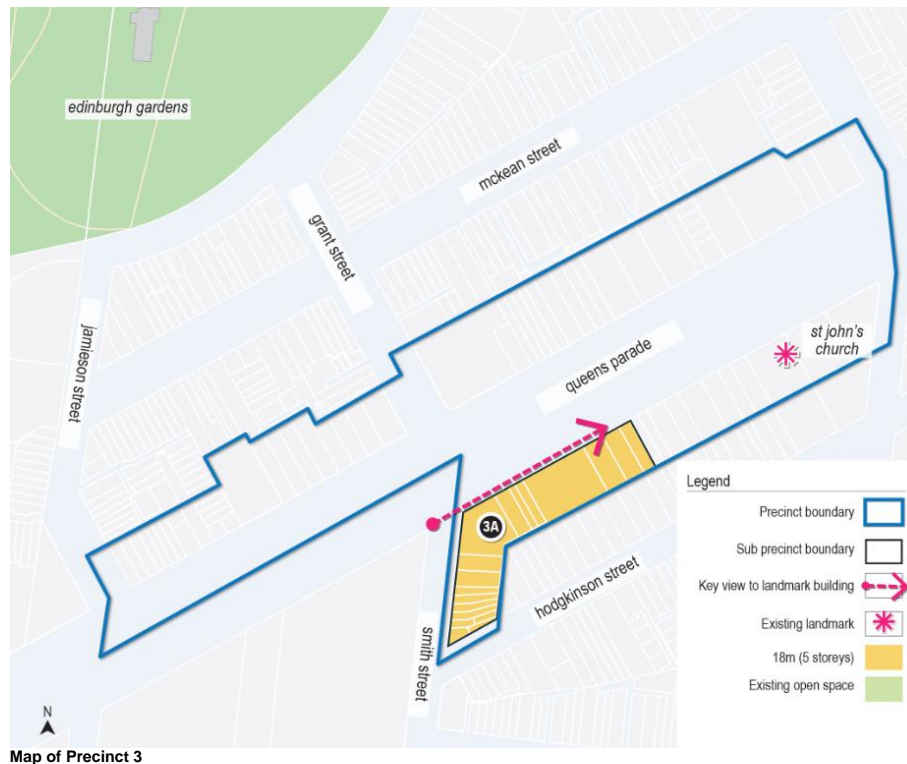 edinburgh gardens
mckean street
grant street
jamieson street
st john's
church
queens parade
3A
hodgkinson street
smith street
Legend
Precinct boundary
Sub precinct boundary
Key view to landmark building
Existing landmark
18m (5 storeys)
Existing open space
N
Map of Precinct 3